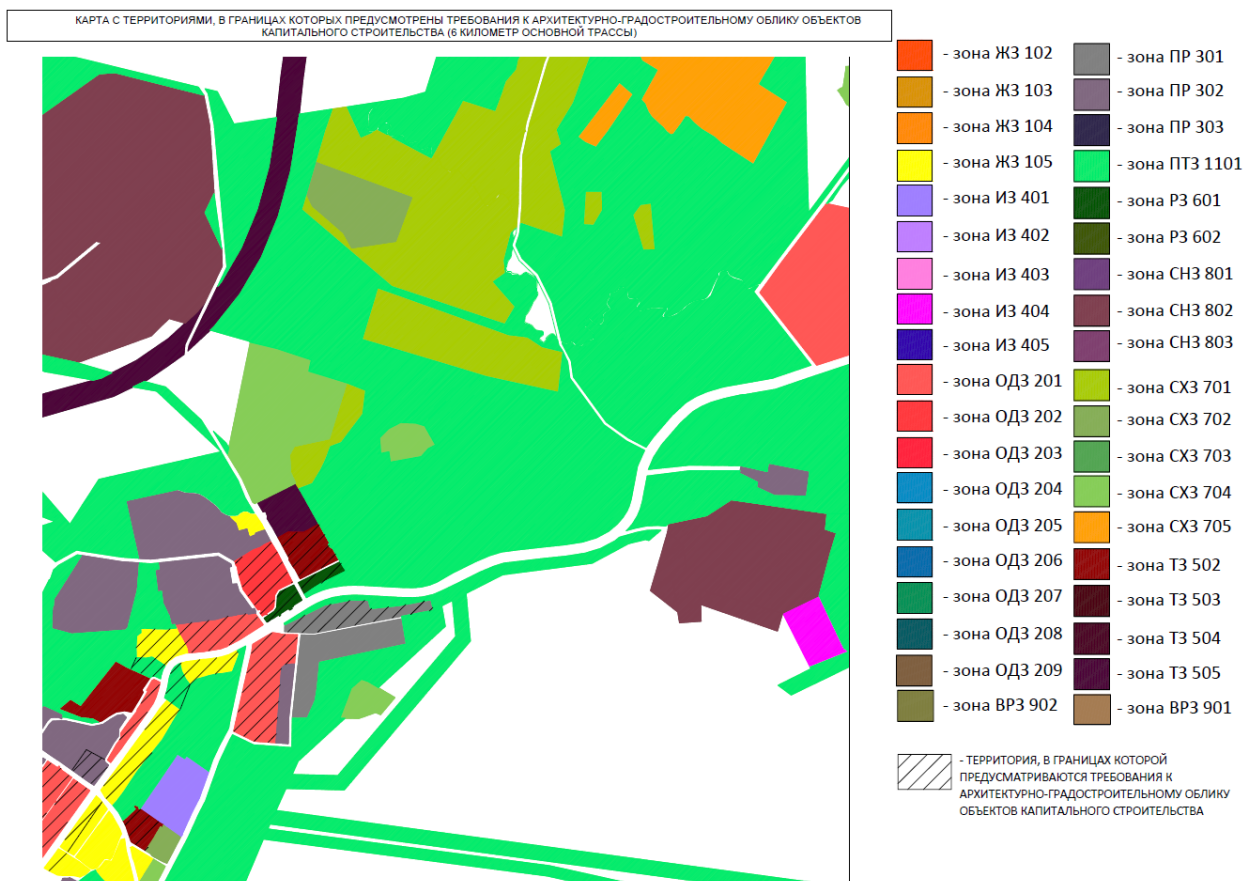 КАРТА С ТЕРРИТОРИЯМИ, В ГРАНИЦАХ КОТОРЫХ ПРЕДУСМОТРЕНЫ ТРЕБОВАНИЯ К АРХИТЕКТУРНО-ГРАДОСТРОИТЕЛЬНОМУ ОБЛИКУ ОБЪЕКТОВ
КАПИТАЛЬНОГО СТРОИТЕЛЬСТВА (6 КИЛОМЕТР ОСНОВНОЙ ТРАССЫ)
- зона ЖЗ 102
- зона ЖЗ 103
- зона ЖЗ 104
- зона ЖЗ 105
- зона ИЗ 401
- зона ИЗ 402
- зона ИЗ 403
- зона ИЗ 404
- зона ИЗ 405
- зона ОДЗ 201
- зона ОДЗ 202
- зона ОДЗ 203
- зона ОДЗ 204
- зона ОДЗ 205
- зона ОДЗ 206
- зона ОДЗ 207
- зона ОДЗ 208
- зона ОДЗ 209
- зона ВРЗ 902
- зона ПР 301
- зона ПР 302
- зона ПР 303
- зона ПТЗ 1101
- зона РЗ 601
- зона РЗ 602
- зона СНЗ 801
- зона СНЗ 802
- зона СНЗ 803
- зона СХЗ 701
- зона СХЗ 702
- зона СХЗ 703
- зона СХЗ 704
- зона СХЗ 705
- зона ТЗ 502
- зона ТЗ 503
- зона ТЗ 504
- зона ТЗ 505
- зона ВРЗ 901
- ТЕРРИТОРИЯ, В ГРАНИЦАХ КОТОРОЙ
ПРЕДУСМАТРИВАЮТСЯ ТРЕБОВАНИЯ К
АРХИТЕКТУРНО-ГРАДОСТРОИТЕЛЬНОМУ ОБЛИКУ
ОБЪЕКТОВ КАПИТАЛЬНОГО СТРОИТЕЛЬСТВА